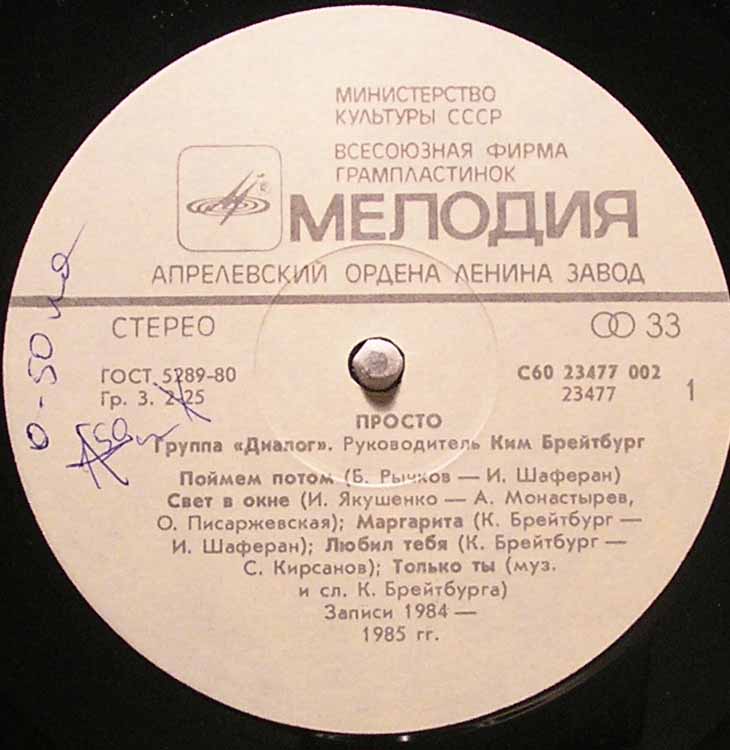 МИНИСТЕРСТВО
КУЛЬТУРЫ СССР
ВСЕСОЮЗНАЯ ФИРМА
ГРАМПЛАСТИНОК
®
МЕЛОДИЯ
АПРЕЛЕВСКИЙ ОРДЕНА ЛЕНИНА ЗАВОД
СТЕРЕО
33
ГОСТ 5289-80
Гр. 3. 2-25
С60 23477 002
23477
1
ПРОСТО
Группа «Диалог». Руководитель Ким Брейтбург
Поймем потом (Б. Рычков — И. Шаферан)
Свет в окне (И. Якушенко — А. Монастырев,
О. Писаржевская); Маргарита (К. Брейтбург —
И. Шаферан); Любил тебя (К. Брейтбург —
С. Кирсанов); Только ты (муз.
и сл. К. Брейтбурга)
Записи 1984 —
1985 гг.